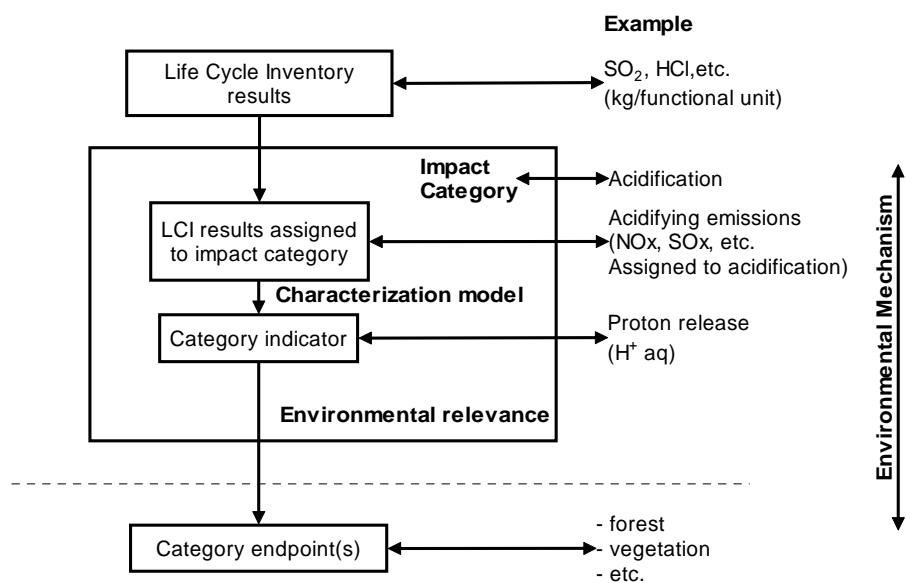 Example
Life Cycle Inventory
results
SO₂, HCl,etc.
(kg/functional unit)
Impact
Category
Acidification
LCI results assigned
to impact category
Acidifying emissions
(NOx, SOx, etc.
Assigned to acidification)
Characterization model
Category indicator
Proton release
(H⁺ aq)
Environmental relevance
Environmental Mechanism
Category endpoint(s)
- forest
- vegetation
- etc.